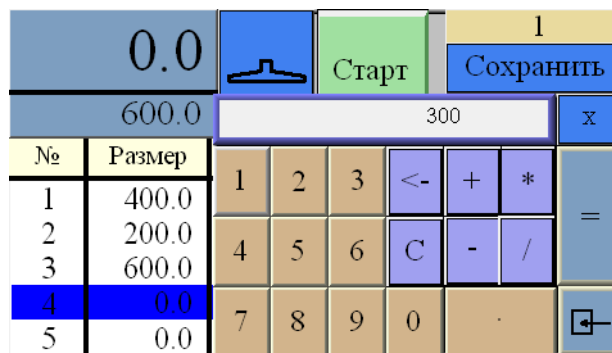 0.0
Старт
1
Сохранить
600.0
300
x
№ Размер
1 400.0
2 200.0
3 600.0
4 0.0
5 0.0
1 2 3 <- + *
=
4 5 6 C - /
7 8 9 0 .